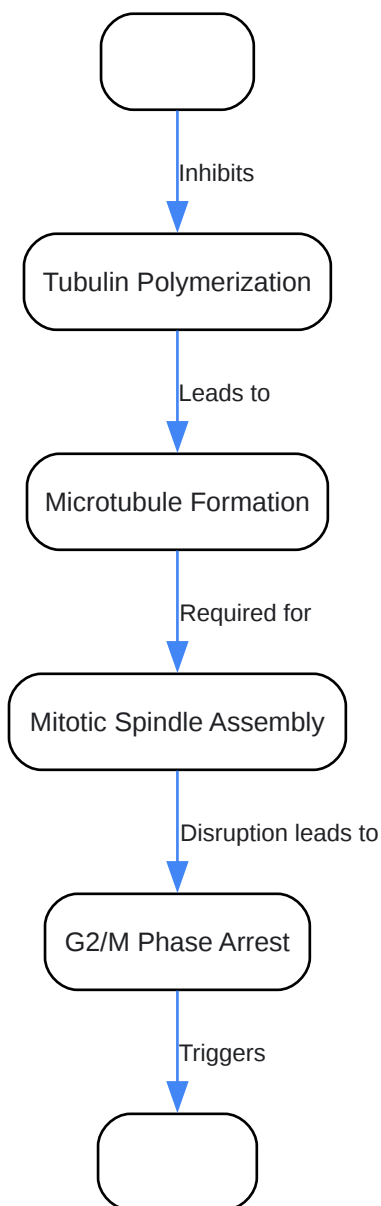 Inhibits
Tubulin Polymerization
Leads to
Microtubule Formation
Required for
Mitotic Spindle Assembly
Disruption leads to
G2/M Phase Arrest
Triggers